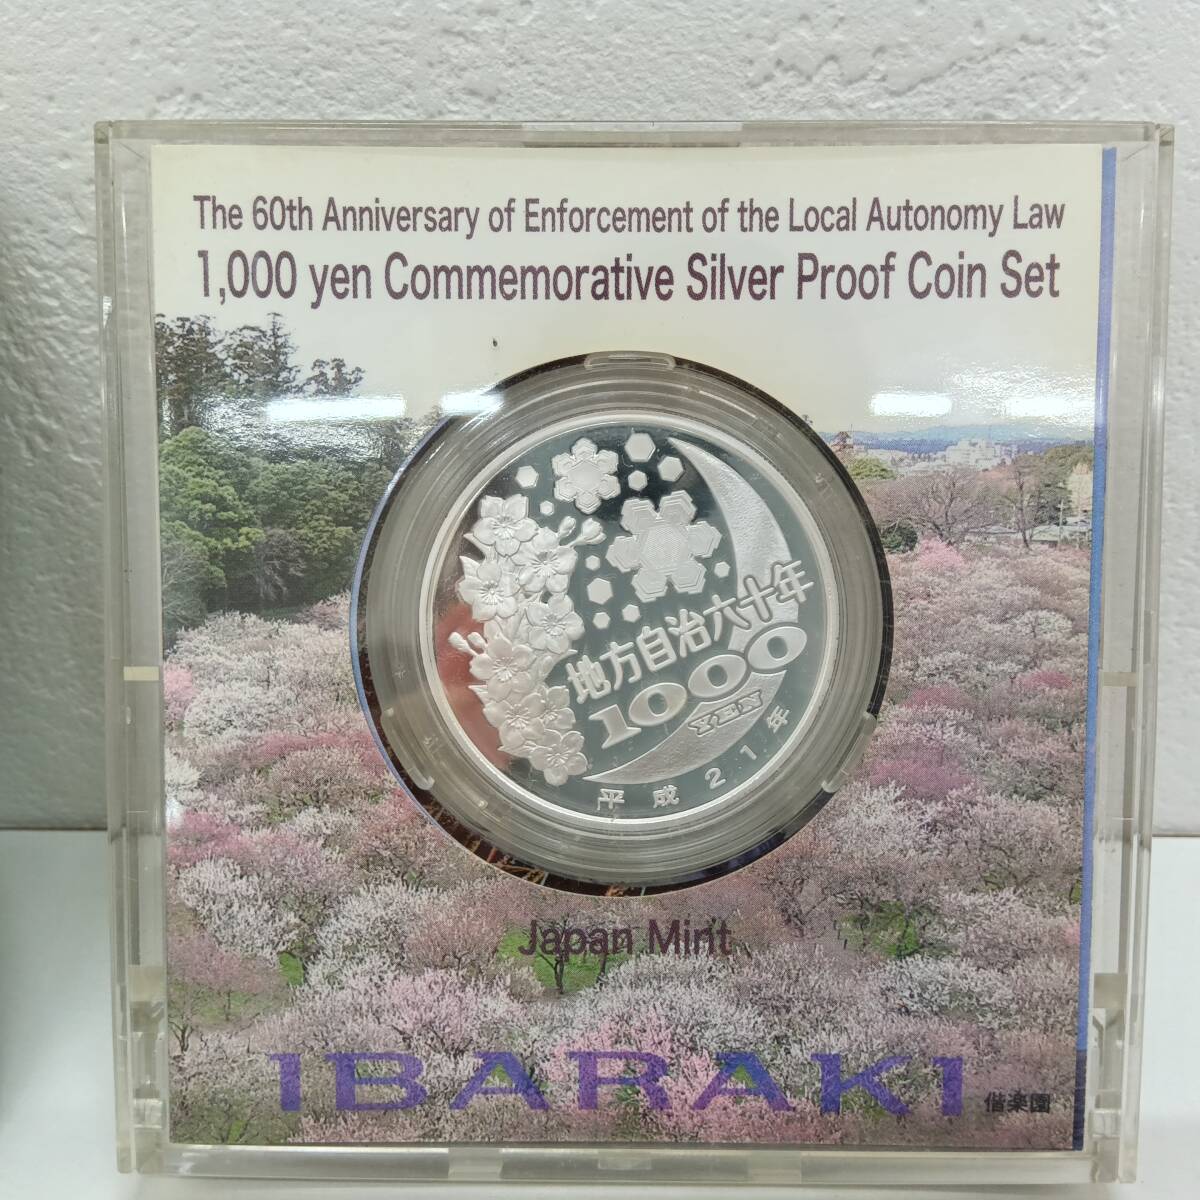 The 60th Anniversary of Enforcement of the Local Autonomy Law
1,000 yen Commemorative Silver Proof Coin Set
地方自治六十年
1000
YEN
平成21年
Japan Mint
IBARAKI
偕楽園